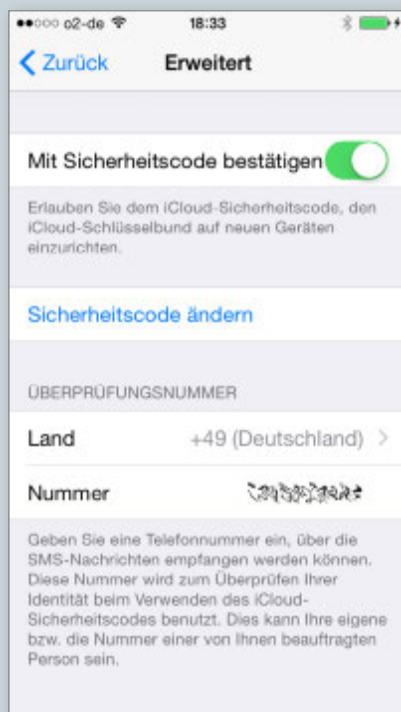 o2-de 18:33
Zurück Erweitert
Mit Sicherheitscode bestätigen
Erlauben Sie dem iCloud-Sicherheitscode, den
iCloud-Schlüsselbund auf neuen Geräten
einzurichten.
Sicherheitscode ändern
ÜBERPRÜFUNGSNUMMER
Land +49 (Deutschland)
Nummer
Geben Sie eine Telefonnummer ein, über die
SMS-Nachrichten empfangen werden können.
Diese Nummer wird zum Überprüfen Ihrer
Identität beim Verwenden des iCloud-
Sicherheitscodes benutzt. Dies kann Ihre eigene
bzw. die Nummer einer von Ihnen beauftragten
Person sein.